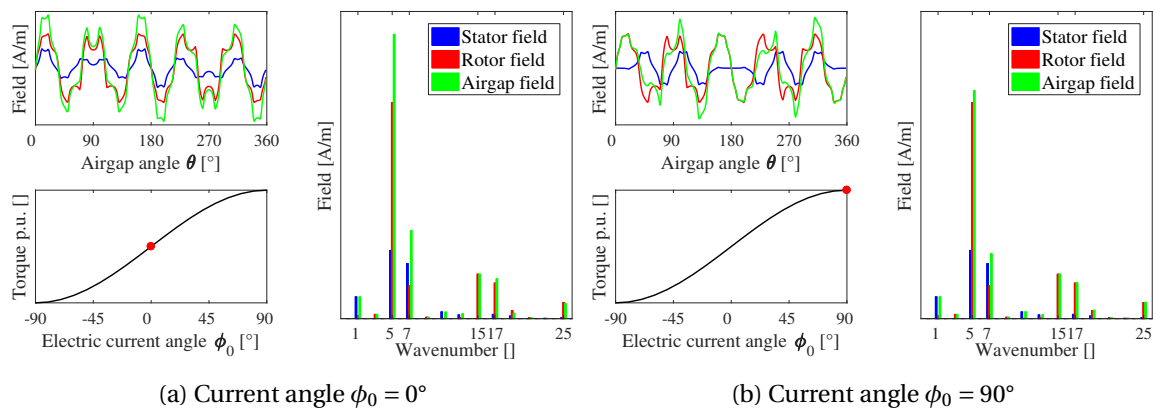 Field [A/m]
0 90 180 270 360
Airgap angle θ [°]
Torque p.u. []
-90 -45 0 45 90
Electric current angle ϕ0 [°]
Field [A/m]
Stator field
Rotor field
Airgap field
1 5 7 15 17 25
Wavenumber []
(a) Current angle ϕ0 = 0°
Field [A/m]
0 90 180 270 360
Airgap angle θ [°]
Torque p.u. []
-90 -45 0 45 90
Electric current angle ϕ0 [°]
Field [A/m]
Stator field
Rotor field
Airgap field
1 5 7 15 17 25
Wavenumber []
(b) Current angle ϕ0 = 90°